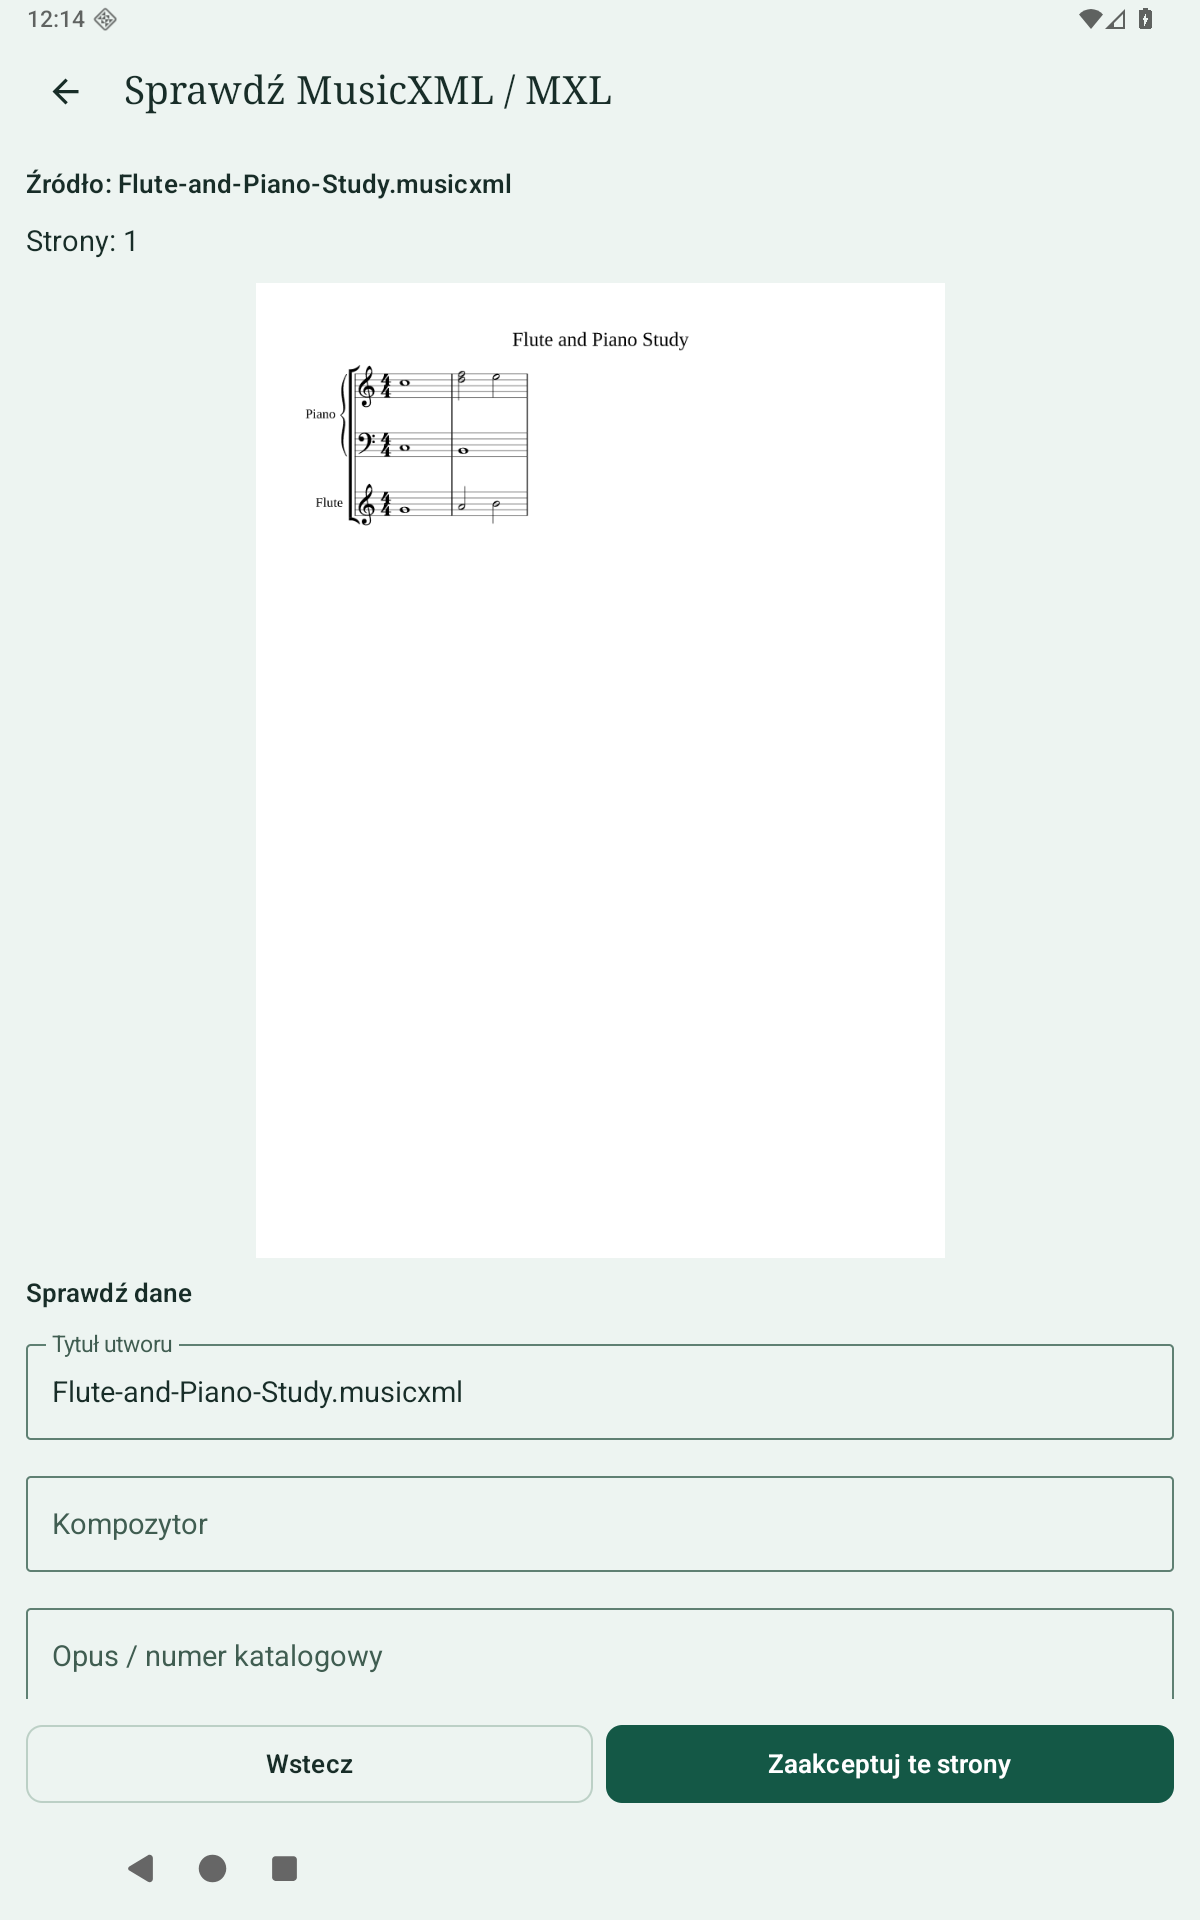 12:14
Sprawdź MusicXML / MXL
Źródło: Flute-and-Piano-Study.musicxml
Strony: 1
Flute and Piano Study
Piano
Flute
Sprawdź dane
Tytuł utworu
Flute-and-Piano-Study.musicxml
Kompozytor
Opus / numer katalogowy
Wstecz
Zaakceptuj te strony